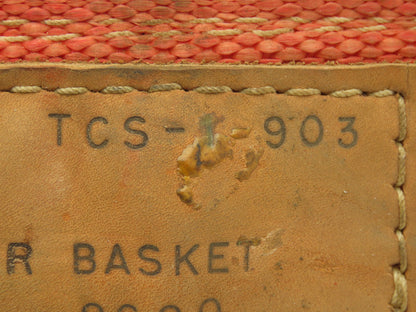 TCS- 903
R BASKET